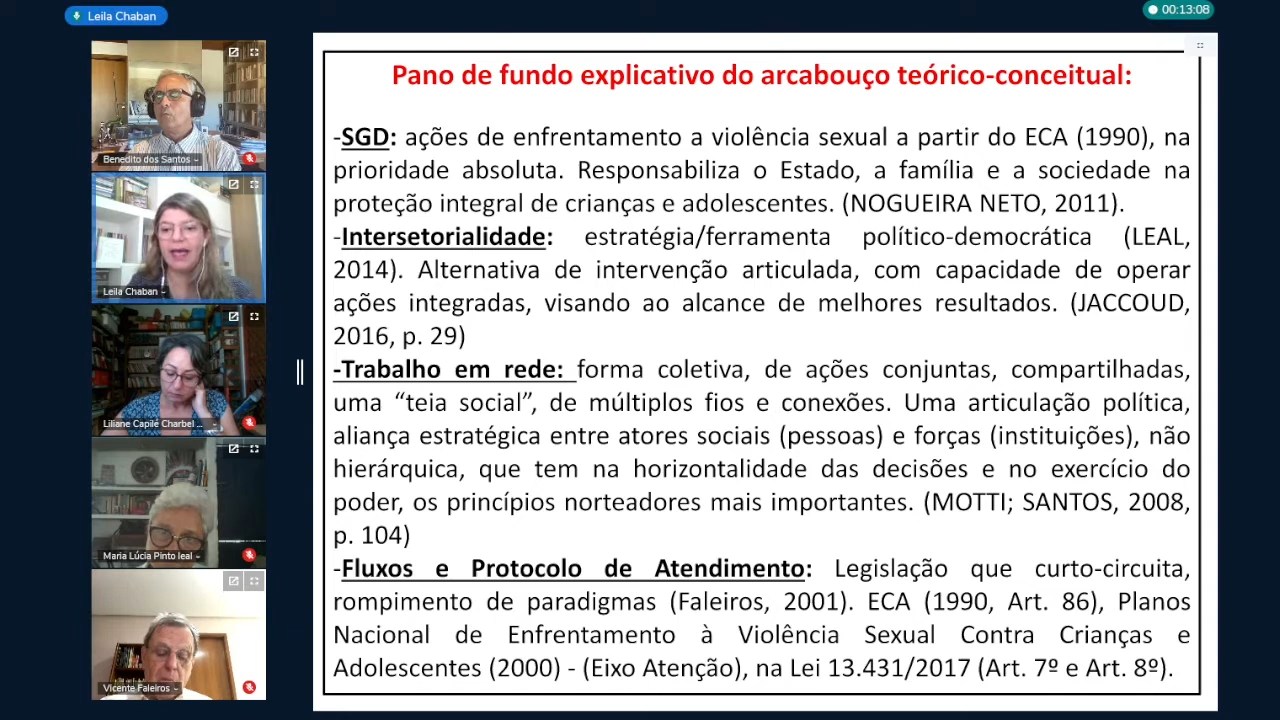 Leila Chaban
00:13:08
Benedito dos Santos
Leila Chaban
Liliane Capilé Charbel ...
Maria Lúcia Pinto leal
Vicente Faleiros
Pano de fundo explicativo do arcabouço teórico-conceitual:
-SGD: ações de enfrentamento a violência sexual a partir do ECA (1990), na
prioridade absoluta. Responsabiliza o Estado, a família e a sociedade na
proteção integral de crianças e adolescentes. (NOGUEIRA NETO, 2011).
-Intersetorialidade: estratégia/ferramenta político-democrática (LEAL,
2014). Alternativa de intervenção articulada, com capacidade de operar
ações integradas, visando ao alcance de melhores resultados. (JACCOUD,
2016, p. 29)
-Trabalho em rede: forma coletiva, de ações conjuntas, compartilhadas,
uma “teia social”, de múltiplos fios e conexões. Uma articulação política,
aliança estratégica entre atores sociais (pessoas) e forças (instituições), não
hierárquica, que tem na horizontalidade das decisões e no exercício do
poder, os princípios norteadores mais importantes. (MOTTI; SANTOS, 2008,
p. 104)
-Fluxos e Protocolo de Atendimento: Legislação que curto-circuita,
rompimento de paradigmas (Faleiros, 2001). ECA (1990, Art. 86), Planos
Nacional de Enfrentamento à Violência Sexual Contra Crianças e
Adolescentes (2000) - (Eixo Atenção), na Lei 13.431/2017 (Art. 7º e Art. 8º).